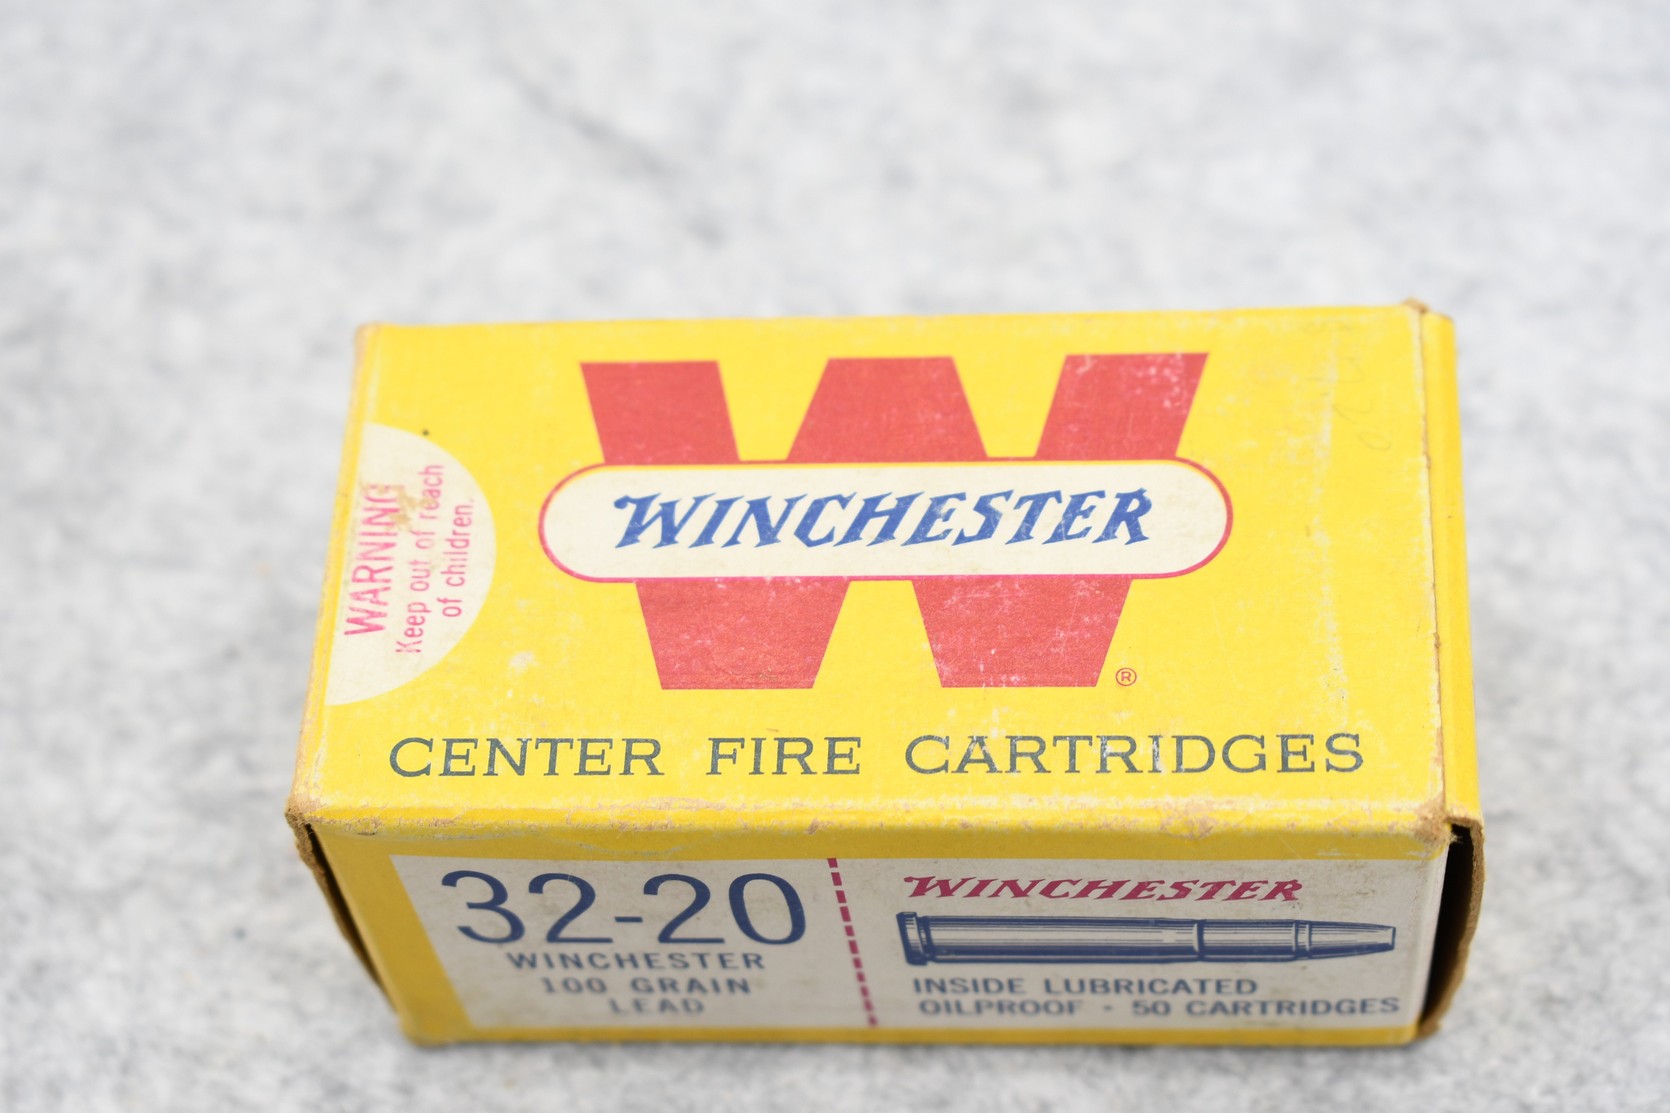 WARNING
Keep out of reach
of children.
WINCHESTER
®
CENTER FIRE CARTRIDGES
32-20
WINCHESTER
100 GRAIN
LEAD
WINCHESTER
INSIDE LUBRICATED
OILPROOF · 50 CARTRIDGES